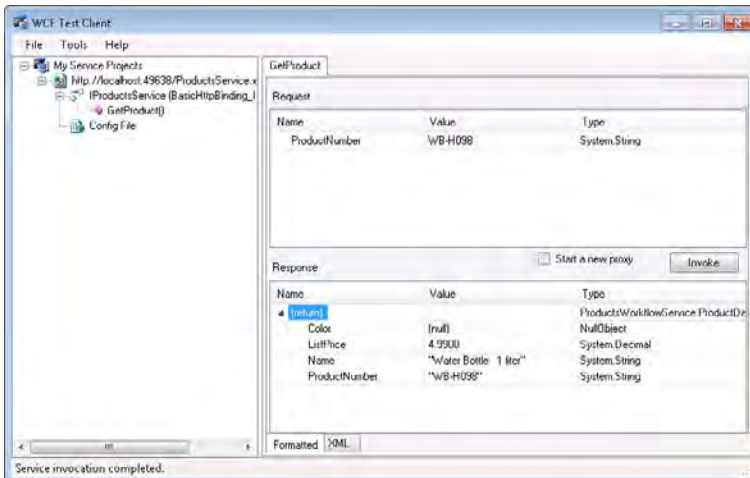 WCF Test Client
File Tools Help
My Service Projects
http://localhost:49638/ProductsService.x
IProductsService (BasicHttpBinding_I
GetProduct()
Config File
GetProduct
Request
Name Value Type
ProductNumber WB-H098 System.String
Response
Start a new proxy
Invoke
Name Value Type
(return) ProductsWorkflowService.ProductDa
Color (null) NullObject
ListPrice 4.9900 System.Decimal
Name "Water Bottle 1 liter" System.String
ProductNumber "WB-H098" System.String
Formatted XML
Service invocation completed.